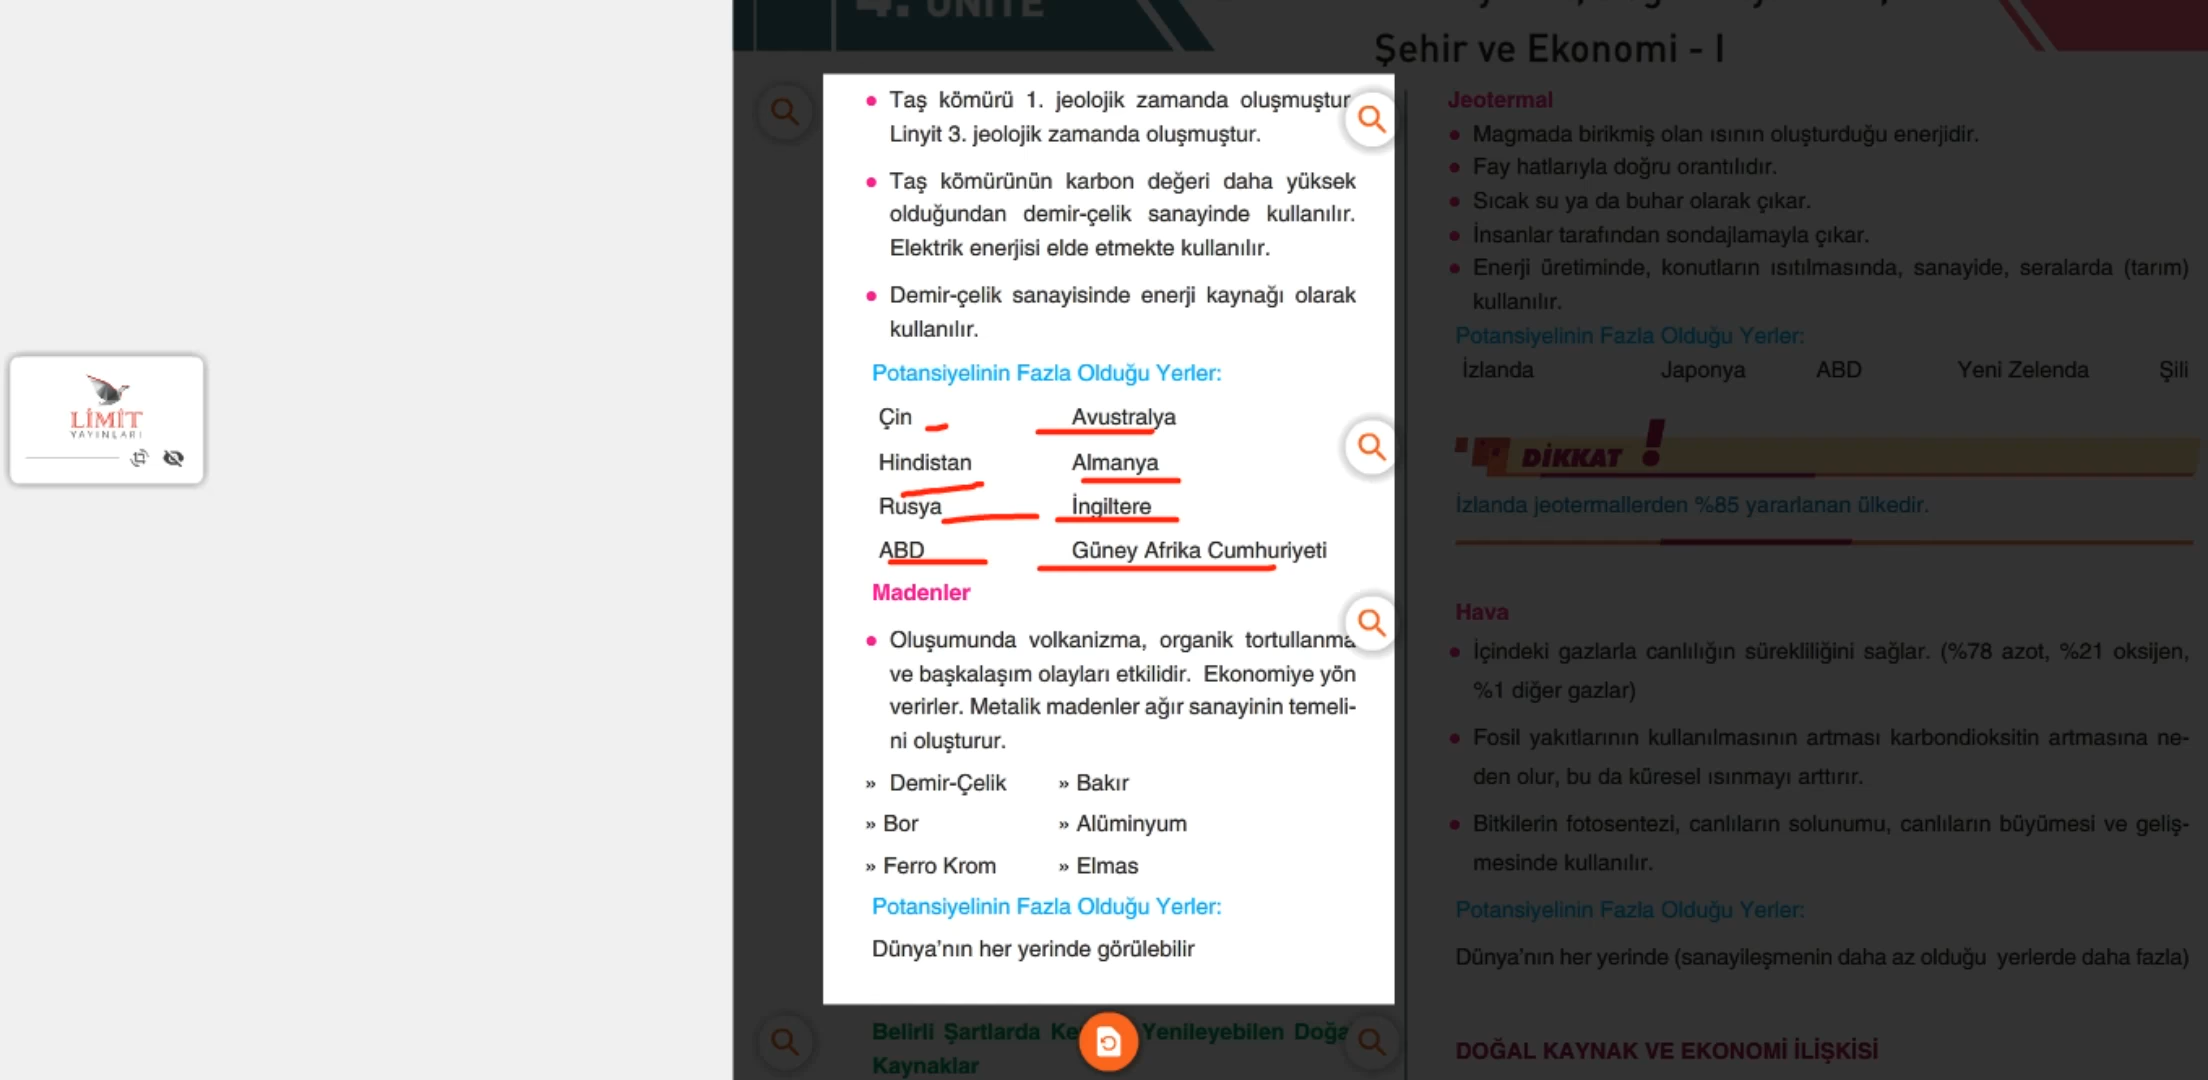 4. ÜNİTE
Şehir ve Ekonomi - I
LİMİT
YAYINLARI
• Taş kömürü 1. jeolojik zamanda oluşmuştur
Linyit 3. jeolojik zamanda oluşmuştur.
• Taş kömürünün karbon değeri daha yüksek
olduğundan demir-çelik sanayinde kullanılır.
Elektrik enerjisi elde etmekte kullanılır.
• Demir-çelik sanayisinde enerji kaynağı olarak
kullanılır.
Potansiyelinin Fazla Olduğu Yerler:
Çin Avustralya
Hindistan Almanya
Rusya İngiltere
ABD Güney Afrika Cumhuriyeti
Madenler
• Oluşumunda volkanizma, organik tortullanma
ve başkalaşım olayları etkilidir. Ekonomiye yön
verirler. Metalik madenler ağır sanayinin temeli-
ni oluşturur.
» Demir-Çelik » Bakır
» Bor » Alüminyum
» Ferro Krom » Elmas
Potansiyelinin Fazla Olduğu Yerler:
Dünya'nın her yerinde görülebilir
Belirli Şartlarda Yenileyebilen
Kaynaklar
Jeotermal
• Magmada birikmiş olan ısının oluşturduğu enerjidir.
• Fay hatlarıyla doğru orantılıdır.
• Sıcak su ya da buhar olarak çıkar.
• İnsanlar tarafından sondajlamayla çıkar.
• Enerji üretiminde, konutların ısıtılmasında, sanayide, seralarda (tarım)
kullanılır.
Potansiyelinin Fazla Olduğu Yerler:
İzlanda Japonya ABD Yeni Zelenda Şili
DİKKAT !
İzlanda jeotermallerden %85 yararlanan ülkedir.
Hava
• İçindeki gazlarla canlılığın sürekliliğini sağlar. (%78 azot, %21 oksijen,
%1 diğer gazlar)
• Fosil yakıtlarının kullanılmasının artması karbondioksitin artmasına ne-
den olur, bu da küresel ısınmayı arttırır.
• Bitkilerin fotosentezi, canlıların solunumu, canlıların büyümesi ve geliş-
mesinde kullanılır.
Potansiyelinin Fazla Olduğu Yerler:
Dünya'nın her yerinde (sanayileşmenin daha az olduğu yerlerde daha fazla)
DOĞAL KAYNAK VE EKONOMİ İLİŞKİSİ